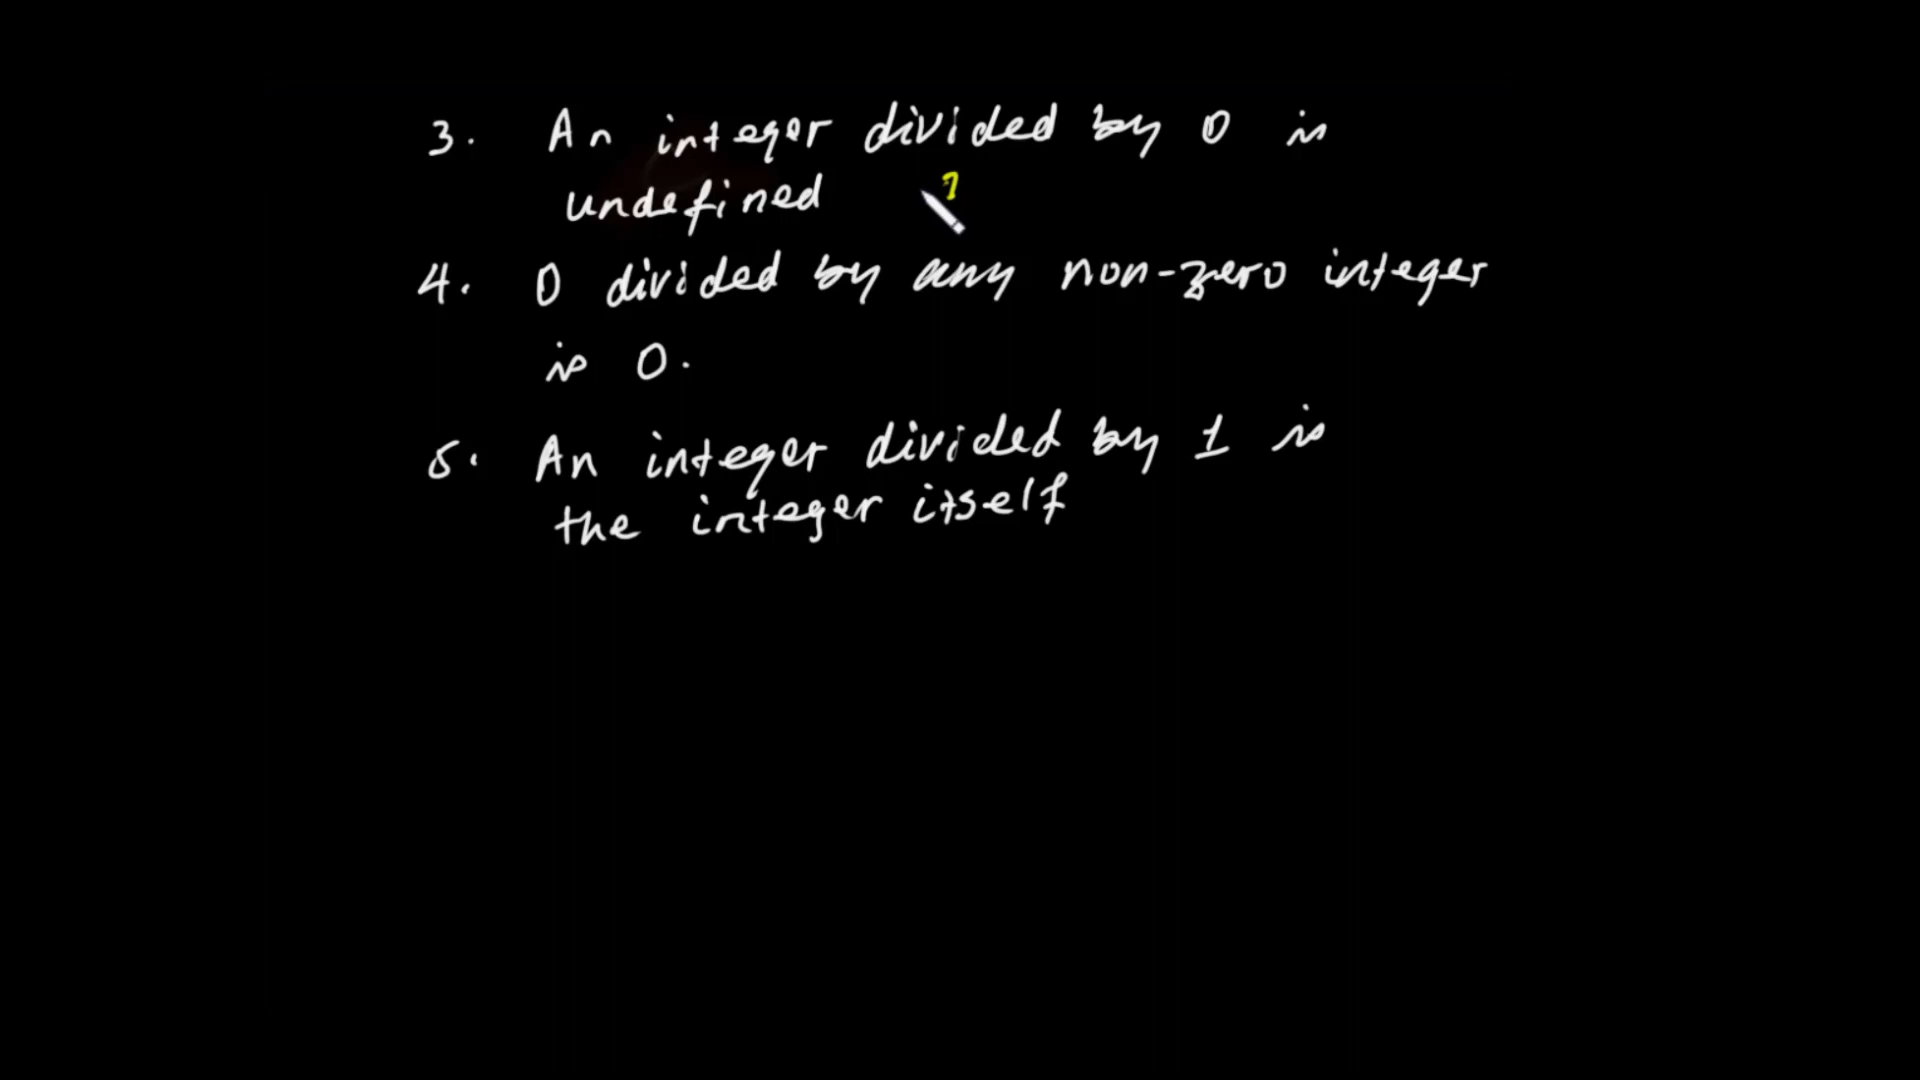 3. An integer divided by 0 is
undefined 7
4. 0 divided by any non-zero integer
is 0.
5. An integer divided by 1 is
the integer itself